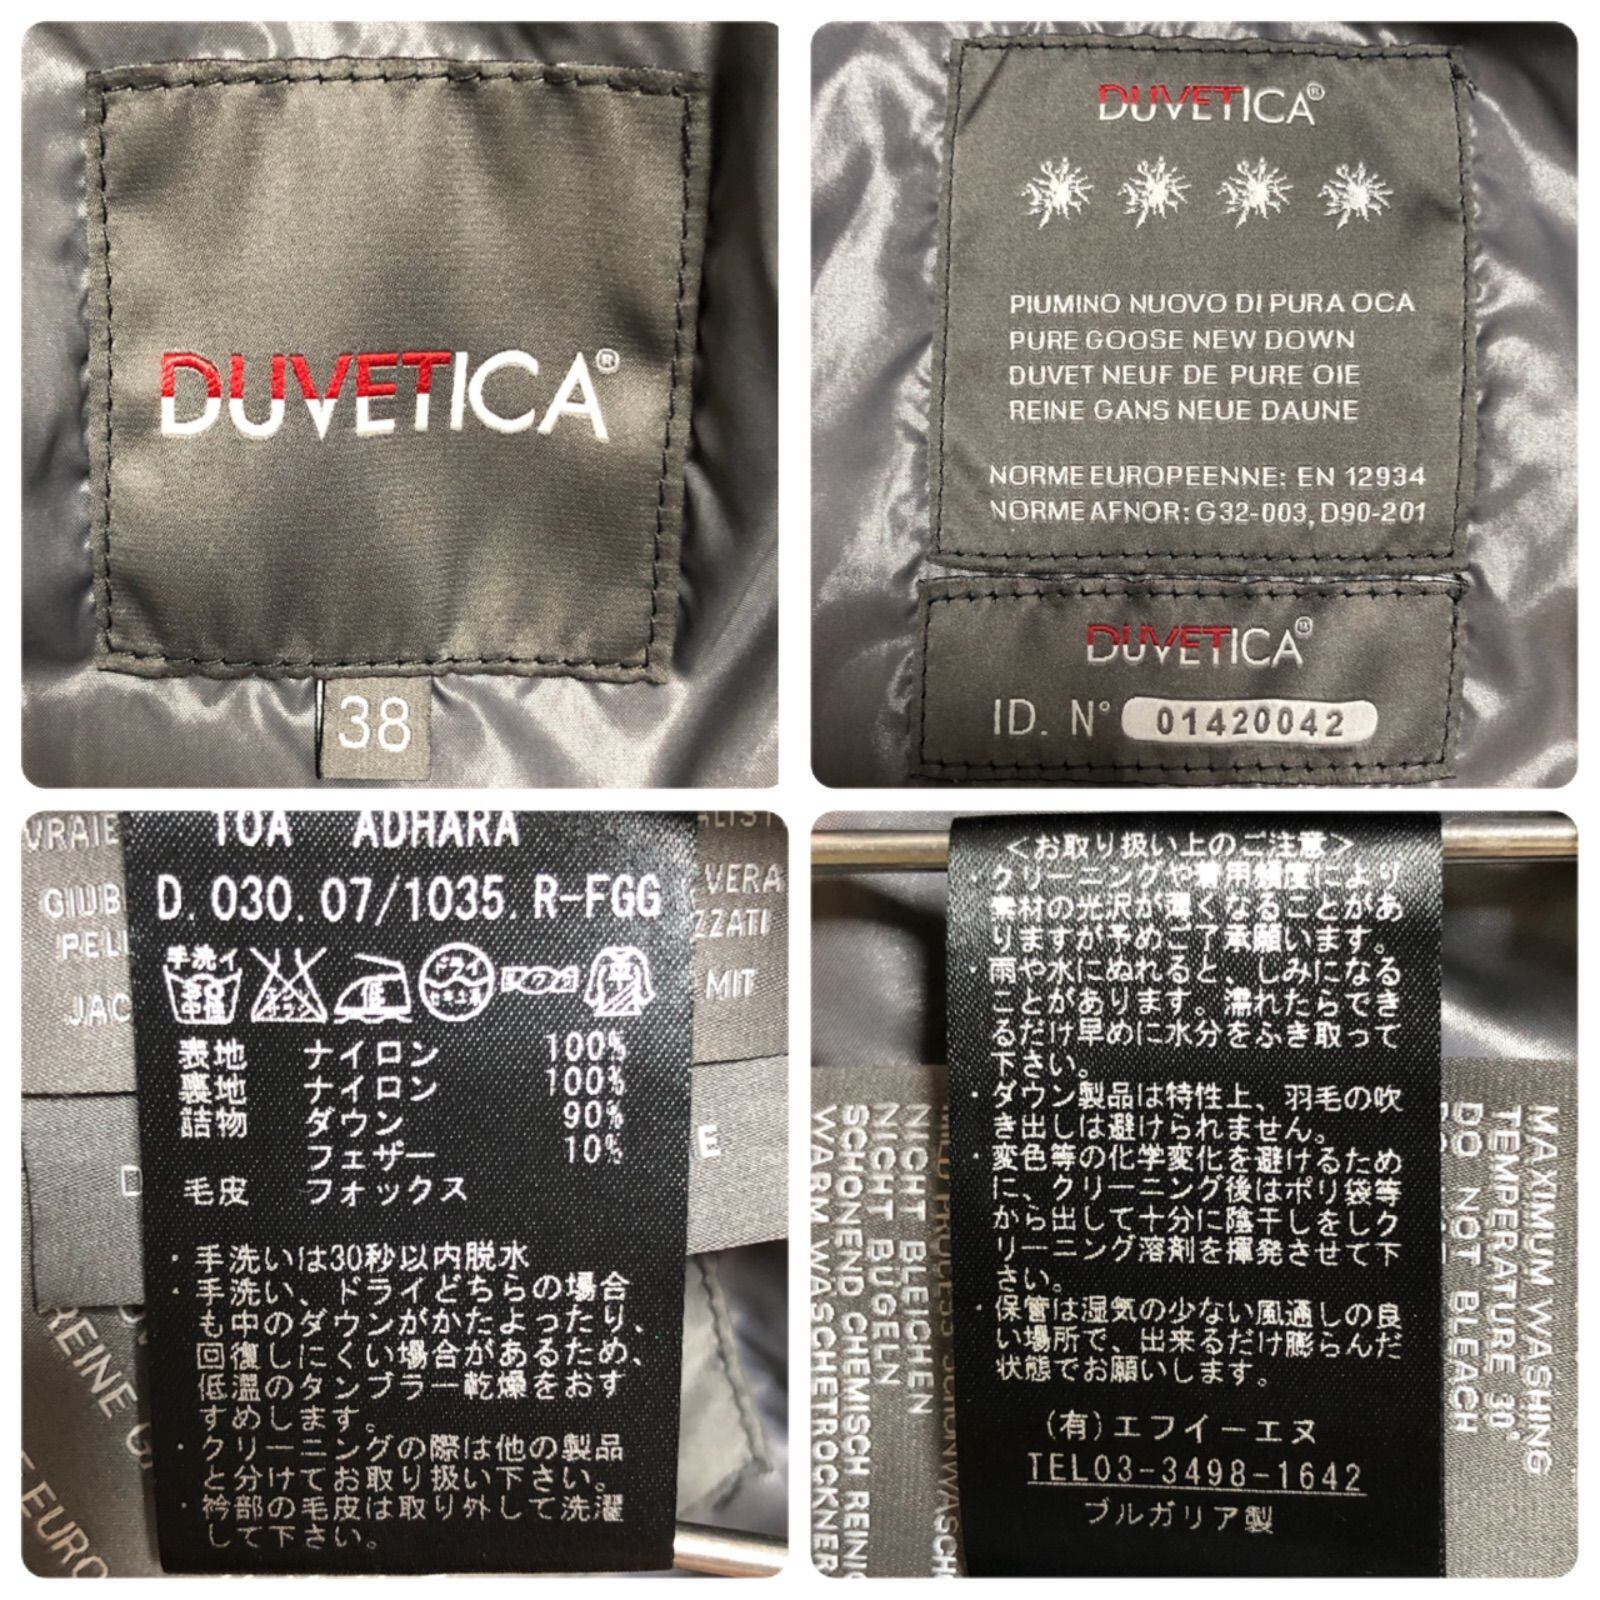 DUVETICA®
38
DUVETICA®
PIUMINO NUOVO DI PURA OCA
PURE GOOSE NEW DOWN
DUVET NEUF DE PURE OIE
REINE GANS NEUE DAUNE
NORME EUROPEENNE: EN 12934
NORME AFNOR: G32-003, D90-201
DUVETICA®
ID. N° 01420042
ADHARA
D. 030. 07/1035. R-FGG
手洗イ
中性
ドライ
表地 ナイロン 100%
裏地 ナイロン 100%
詰物 ダウン 90%
フェザー 10%
毛皮 フォックス
・手洗いは30秒以内脱水
・手洗い、ドライどちらの場合
も中のダウンがかたよったり、
回復しにくい場合があるため、
低温のタンブラー乾燥をおす
すめします。
・クリーニングの際は他の製品
と分けてお取り扱い下さい。
・衿部の毛皮は取り外して洗濯
して下さい。
VRAIE
GIUB
PELL
JAC
VERA
ZZATI
MIT
E
REINE G
EURO
<お取り扱い上のご注意>
・クリーニングや着用頻度により
素材の光沢が薄くなることがあ
りますが予めご了承願います。
・雨や水にぬれると、しみになる
ことがあります。濡れたらでき
るだけ早めに水分をふき取って
下さい。
・ダウン製品は特性上、羽毛の吹
き出しは避けられません。
・変色等の化学変化を避けるため
に、クリーニング後はポリ袋等
から出して十分に陰干しをしク
リーニング溶剤を揮発させて下
さい。
・保管は湿気の少ない風通しの良
い場所で、出来るだけ膨らんだ
状態でお願いします。
(有)エフイーエヌ
TEL03-3498-1642
ブルガリア製
MAXIMUM WASHING
TEMPERATURE 30°
DO NOT BLEACH
NICHT BLEICHEN
NICHT BÜGELN
SCHONEND CHEMISCH REINIG
WARM WASCHETROCKNER